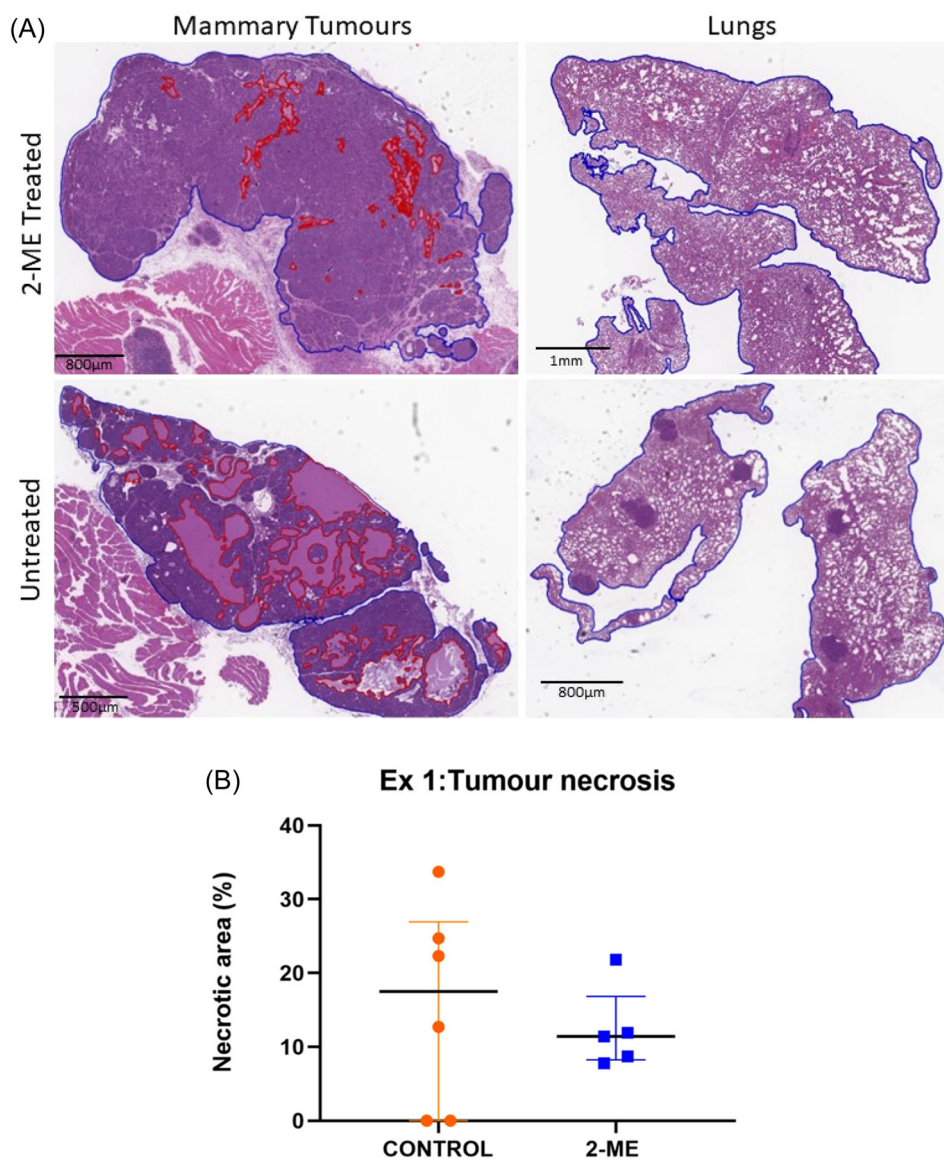 (A)
Mammary Tumours
Lungs
2-ME Treated
800µm
1mm
Untreated
500µm
800µm
(B)
Ex 1:Tumour necrosis
Necrotic area (%)
40
30
20
10
0
CONTROL
2-ME